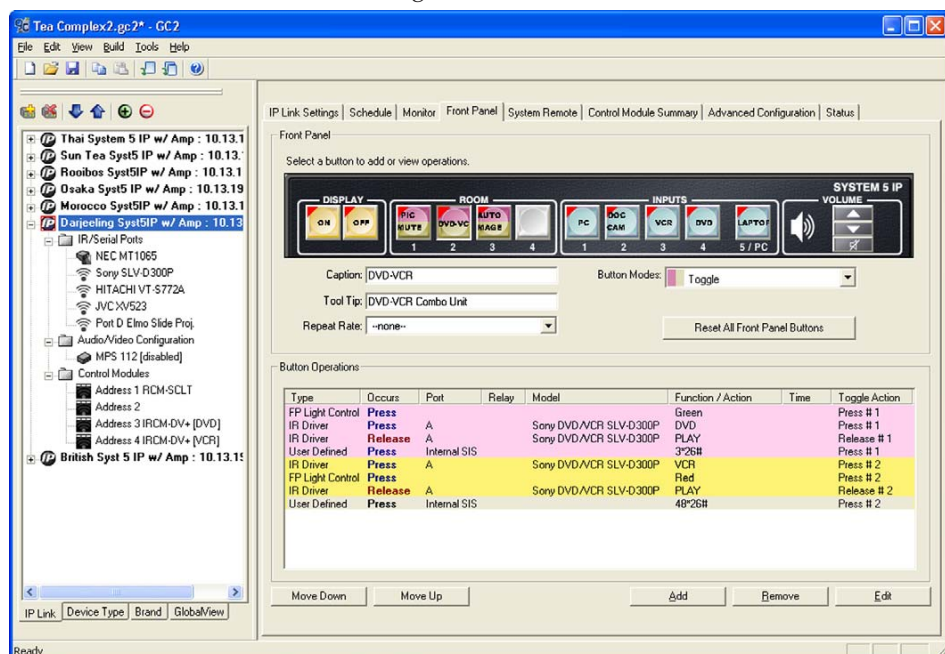 Tea Complex2.gc2* - GC2
File Edit View Build Tools Help
IP Link Settings Schedule Monitor Front Panel System Remote Control Module Summary Advanced Configuration Status
Thai System 5 IP w/ Amp : 10.13.1
Sun Tea Syst5 IP w/ Amp : 10.13.
Rooibos Syst5IP w/ Amp : 10.13.1
Osaka Syst5 IP w/ Amp : 10.13.19
Morocco Syst5IP w/ Amp : 10.13.1
Darjeeling Syst5IP w/ Amp : 10.13
IR/Serial Ports
NEC MT1065
Sony SLV-D300P
HITACHI VT-S772A
JVC XV523
Port D Elmo Slide Proj.
Audio/Video Configuration
MPS 112 [disabled]
Control Modules
Address 1 RCM-SCLT
Address 2
Address 3 IRCM-DV+ [DVD]
Address 4 IRCM-DV+ [VCR]
British Syst 5 IP w/ Amp : 10.13.15
IP Link Device Type Brand GlobalView
Front Panel
Select a button to add or view operations.
SYSTEM 5 IP
DISPLAY ROOM INPUTS VOLUME
ON OFF PIC MUTE DVD-VC AUTO IMAGE PC DOC CAM VCR DVD LAPTOP
1 2 3 4 1 2 3 4 5 / PC
Caption: DVD-VCR Button Modes: Toggle
Tool Tip: DVD-VCR Combo Unit
Repeat Rate: --none-- Reset All Front Panel Buttons
Button Operations
Type Occurs Port Relay Model Function / Action Time Toggle Action
FP Light Control Press Green Press # 1
IR Driver Press A Sony DVD/VCR SLV-D300P DVD Press # 1
IR Driver Release A Sony DVD/VCR SLV-D300P PLAY Release # 1
User Defined Press Internal SIS 3*26# Press # 1
IR Driver Press A Sony DVD/VCR SLV-D300P VCR Press # 2
FP Light Control Press Red Press # 2
IR Driver Release A Sony DVD/VCR SLV-D300P PLAY Release # 2
User Defined Press Internal SIS 48*26# Press # 2
Move Down Move Up Add Remove Edit
Ready